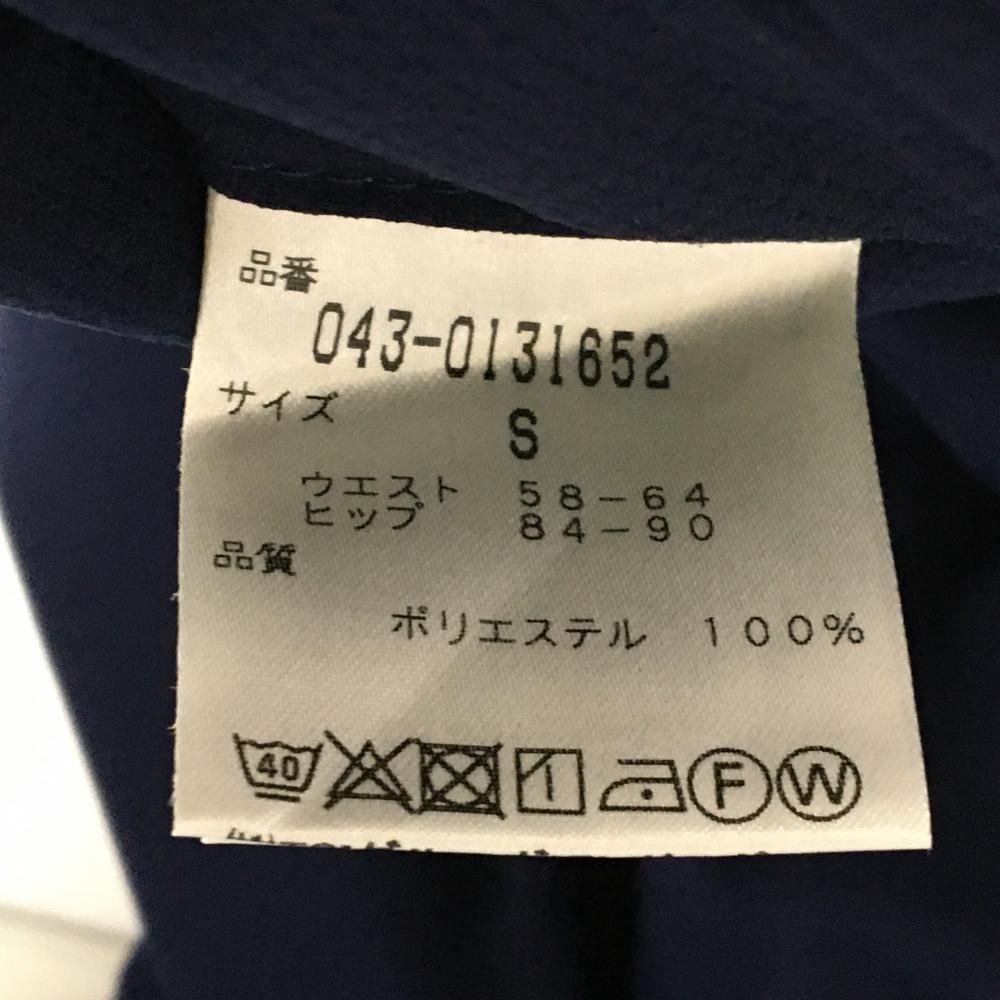 品番
043-0131652
サイズ
S
ウエスト 58-64
ヒップ 84-90
品質
ポリエステル 100%
40 F W